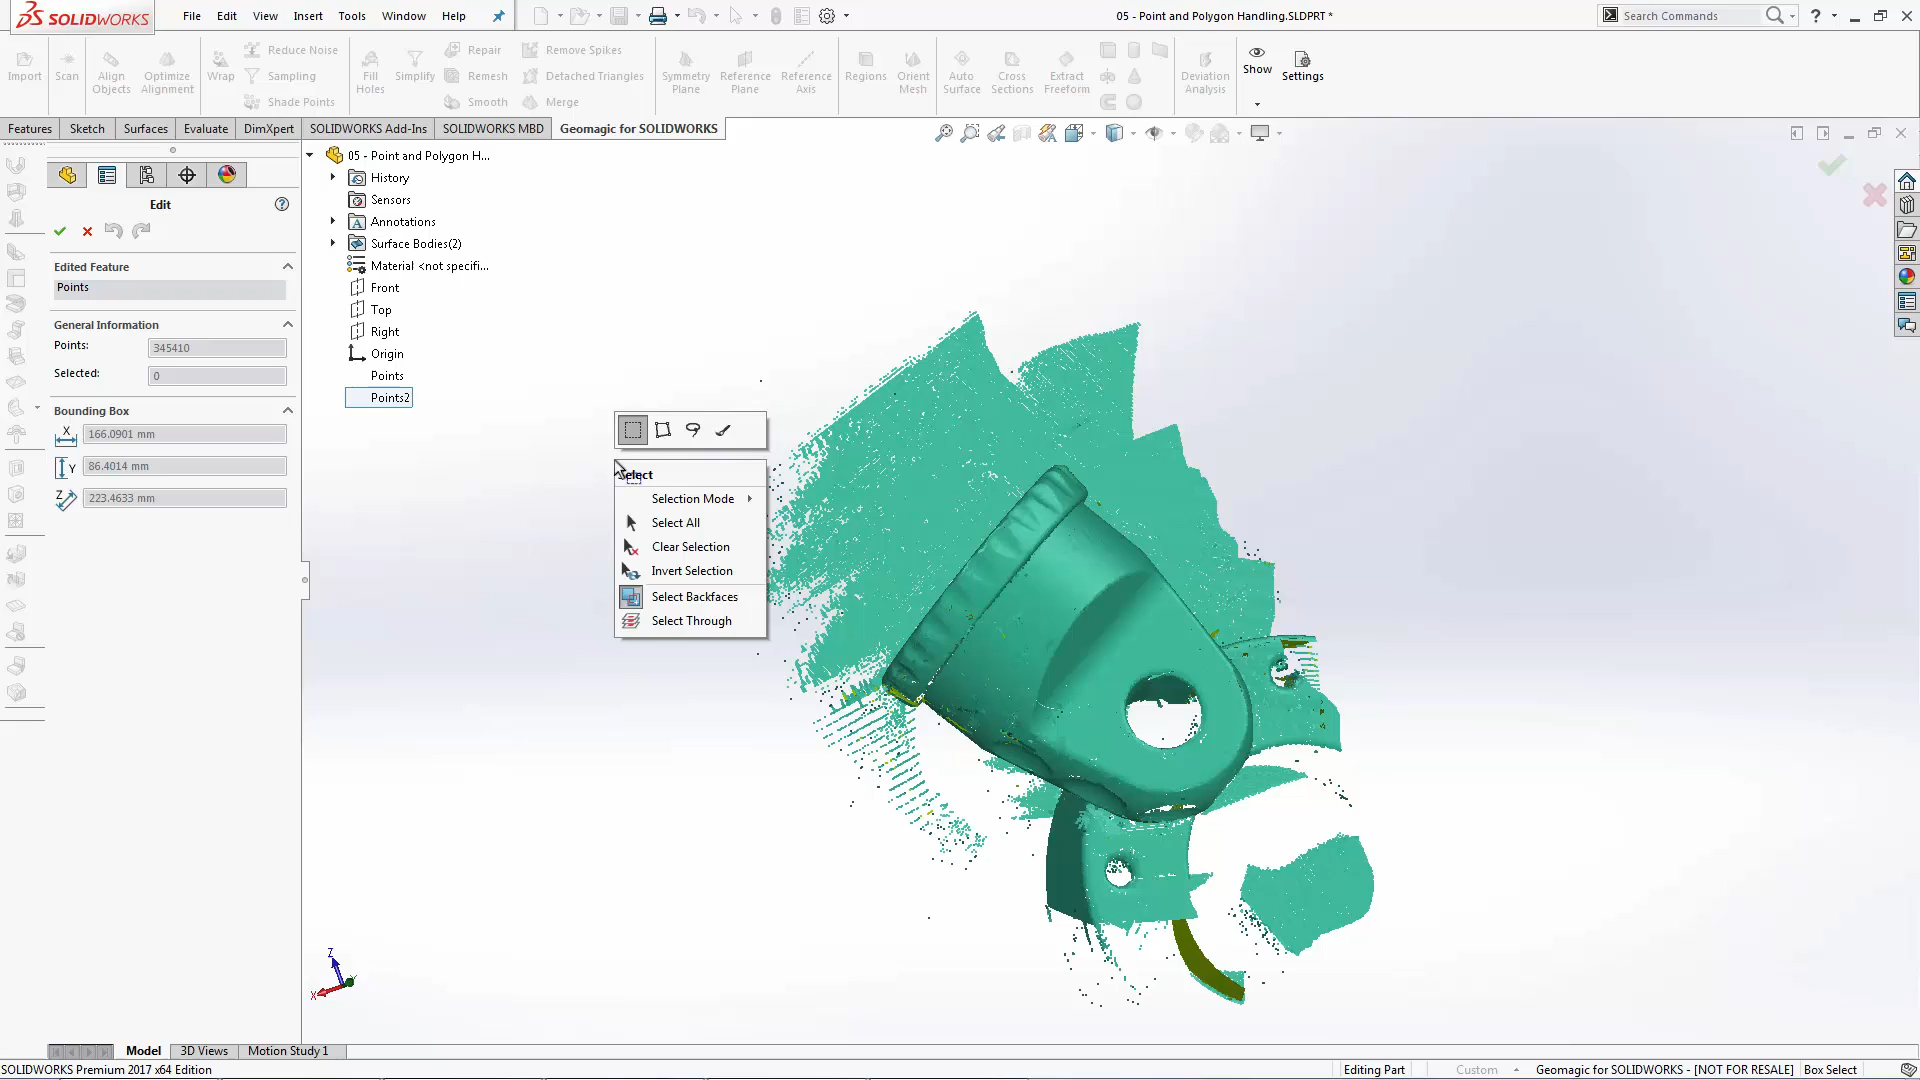 SOLIDWORKS
File Edit View Insert Tools Window Help
05 - Point and Polygon Handling.SLDPRT *
Search Commands
Import
Scan
Align Objects
Optimize Alignment
Wrap
Reduce Noise
Sampling
Shade Points
Fill Holes
Simplify
Repair
Remesh
Smooth
Remove Spikes
Detached Triangles
Merge
Symmetry Plane
Reference Plane
Reference Axis
Regions
Orient Mesh
Auto Surface
Cross Sections
Extract Freeform
Deviation Analysis
Show
Settings
Features Sketch Surfaces Evaluate DimXpert SOLIDWORKS Add-Ins SOLIDWORKS MBD Geomagic for SOLIDWORKS
Edit
Edited Feature
Points
General Information
Points: 345410
Selected: 0
Bounding Box
X 166.0901 mm
Y 86.4014 mm
Z 223.4633 mm
05 - Point and Polygon H...
History
Sensors
Annotations
Surface Bodies(2)
Material <not specifi...
Front
Top
Right
Origin
Points
Points2
Selection Mode
Select All
Clear Selection
Invert Selection
Select Backfaces
Select Through
Z
X
Y
Model 3D Views Motion Study 1
SOLIDWORKS Premium 2017 x64 Edition
Editing Part
Custom
Geomagic for SOLIDWORKS - [NOT FOR RESALE]
Box Select